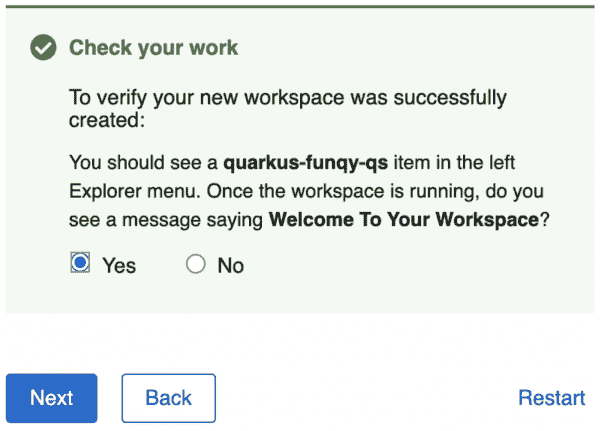 Check your work
To verify your new workspace was successfully
created:
You should see a quarkus-funqy-qs item in the left
Explorer menu. Once the workspace is running, do you
see a message saying Welcome To Your Workspace?
Yes No
Next Back Restart